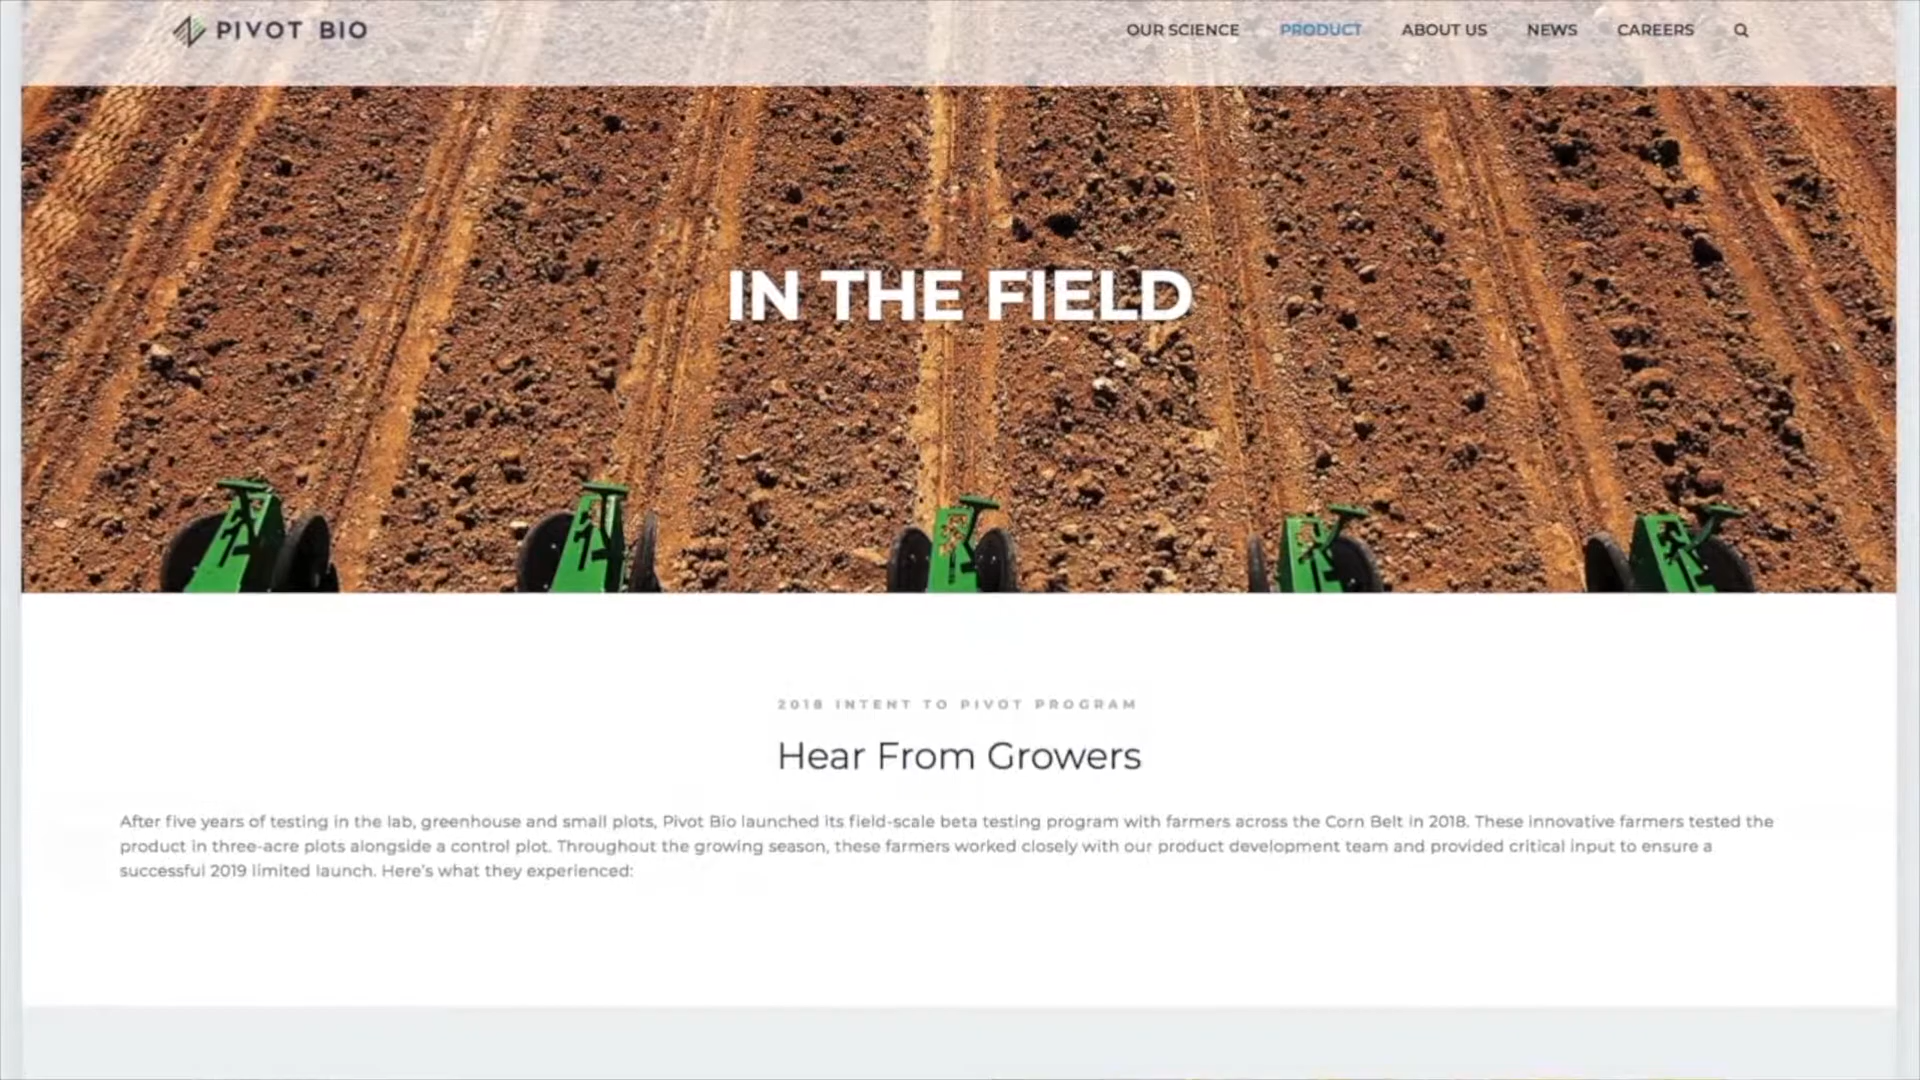 PIVOT BIO
OUR SCIENCE PRODUCT ABOUT US NEWS CAREERS
IN THE FIELD
2018 INTENT TO PIVOT PROGRAM
Hear From Growers
After five years of testing in the lab, greenhouse and small plots, Pivot Bio launched its field-scale beta testing program with farmers across the Corn Belt in 2018. These innovative farmers tested the
product in three-acre plots alongside a control plot. Throughout the growing season, these farmers worked closely with our product development team and provided critical input to ensure a
successful 2019 limited launch. Here's what they experienced: